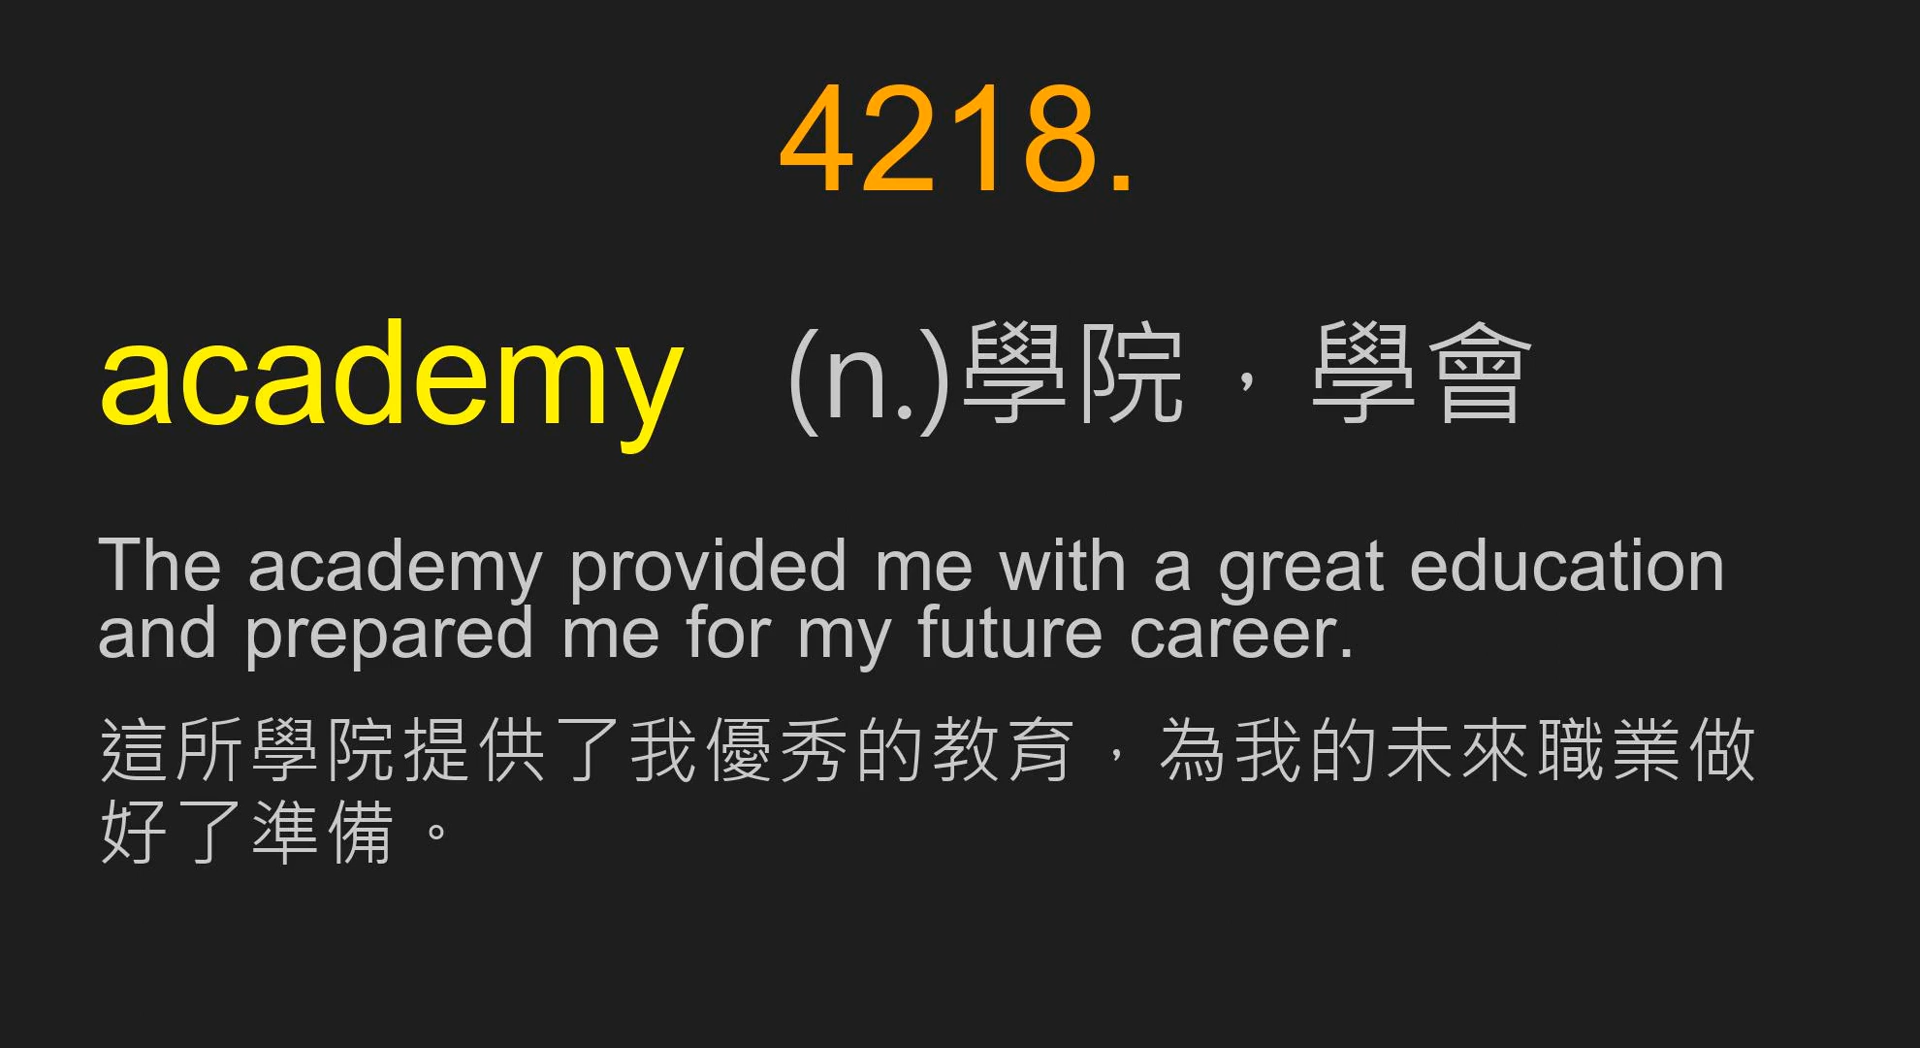 4218.
academy (n.)學院，學會
The academy provided me with a great education
and prepared me for my future career.
這所學院提供了我優秀的教育，為我的未來職業做
好了準備。